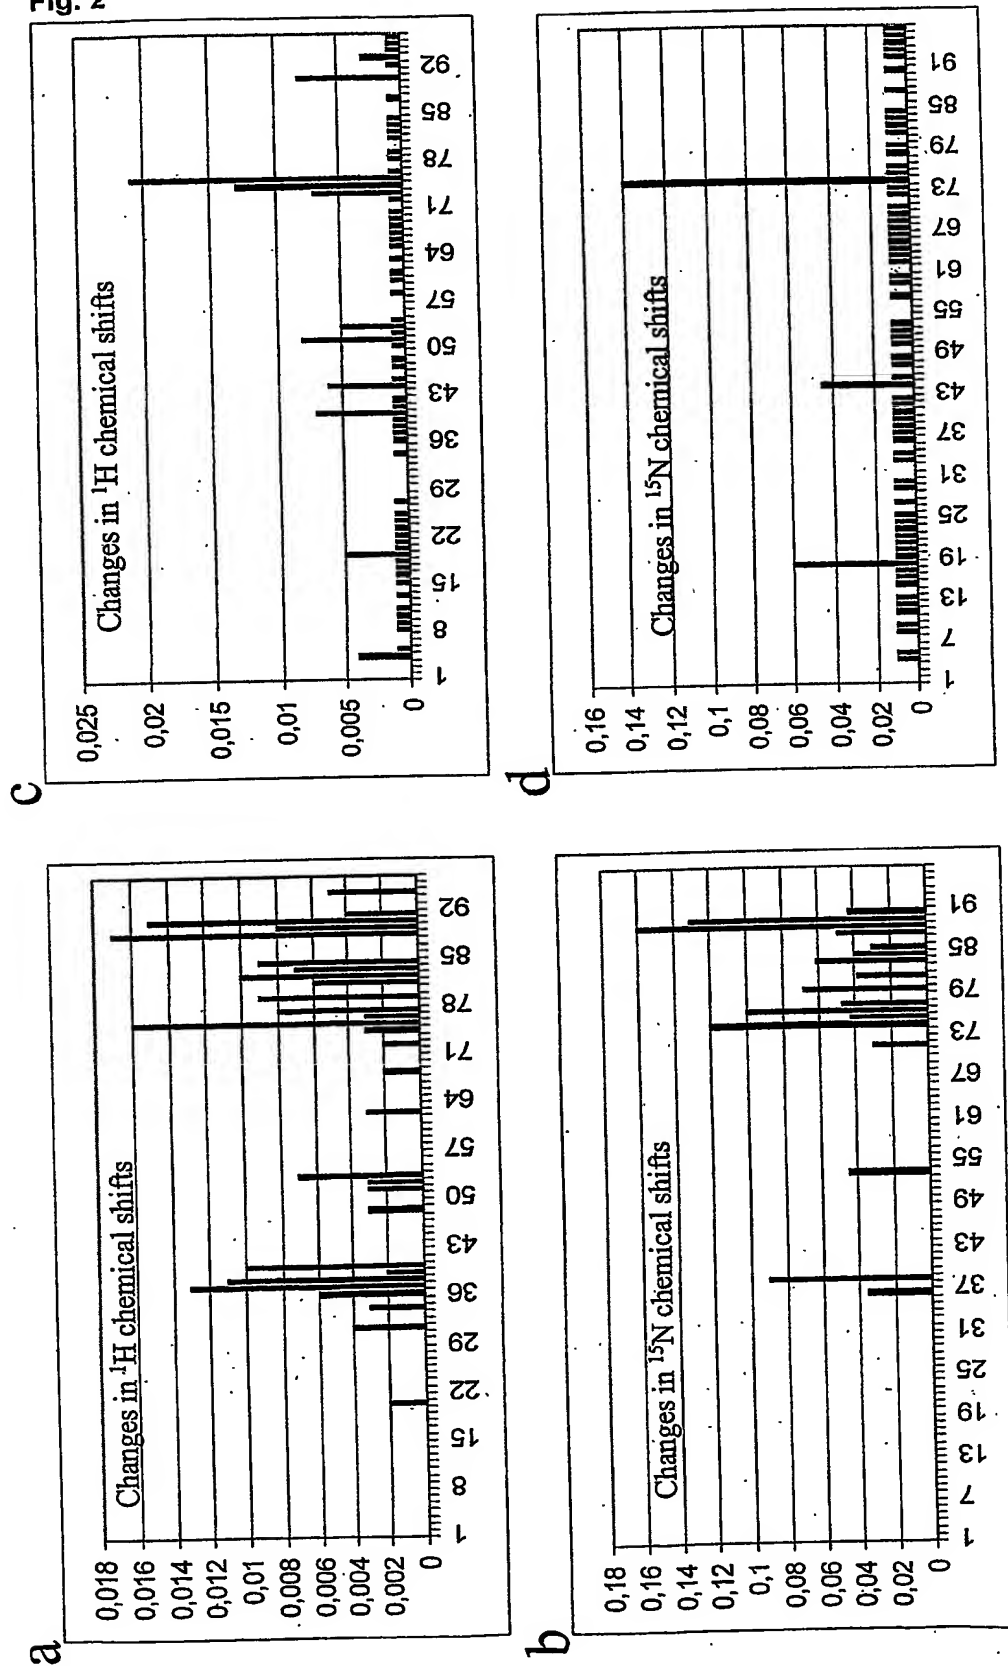 Fig. 2
a
Changes in ¹H chemical shifts
0,018
0,016
0,014
0,012
0,01
0,008
0,006
0,004
0,002
0
1 8 15 22 29 36 43 50 57 64 71 78 85 92
b
Changes in ¹⁵N chemical shifts
0,18
0,16
0,14
0,12
0,1
0,08
0,06
0,04
0,02
0
1 7 13 19 25 31 37 43 49 55 61 67 73 79 85 91
c
Changes in ¹H chemical shifts
0,025
0,02
0,015
0,01
0,005
0
1 8 15 22 29 36 43 50 57 64 71 78 85 92
d
Changes in ¹⁵N chemical shifts
0,16
0,14
0,12
0,1
0,08
0,06
0,04
0,02
0
1 7 13 19 25 31 37 43 49 55 61 67 73 79 85 91